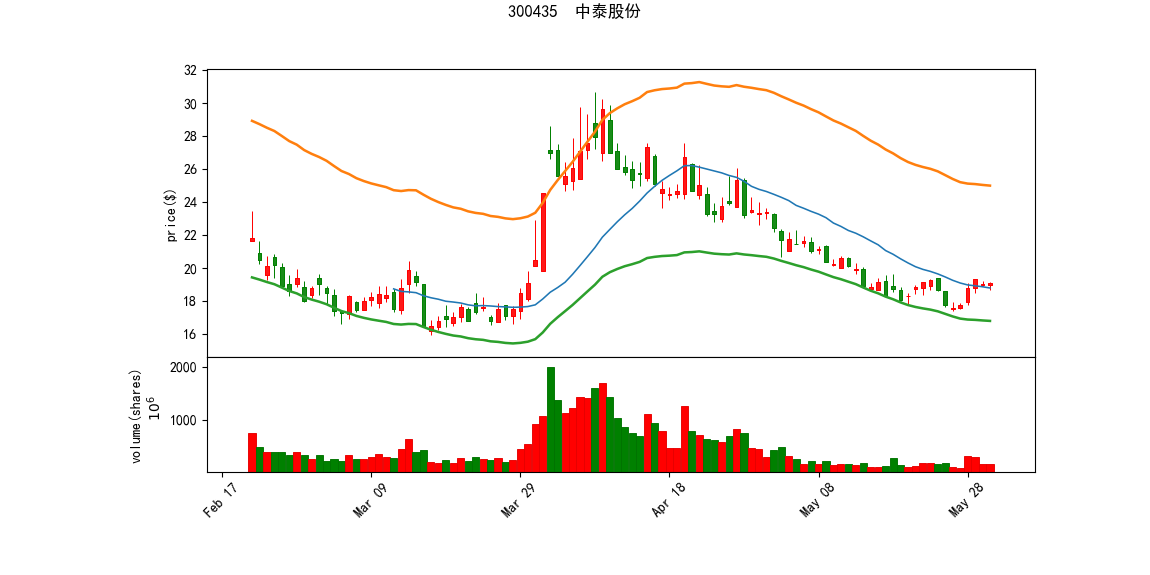 300435 中泰股份
price($)
32
30
28
26
24
22
20
18
16
volume(shares)
10^6
2000
1000
Feb 17
Mar 09
Mar 29
Apr 18
May 08
May 28